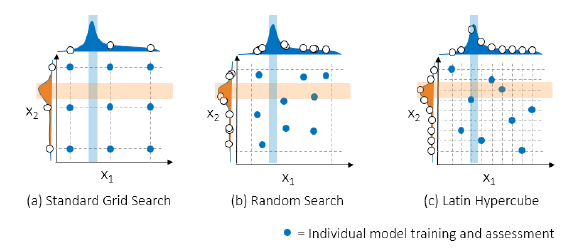 X2
X1
(a) Standard Grid Search
X2
X1
(b) Random Search
X2
X1
(c) Latin Hypercube
= Individual model training and assessment